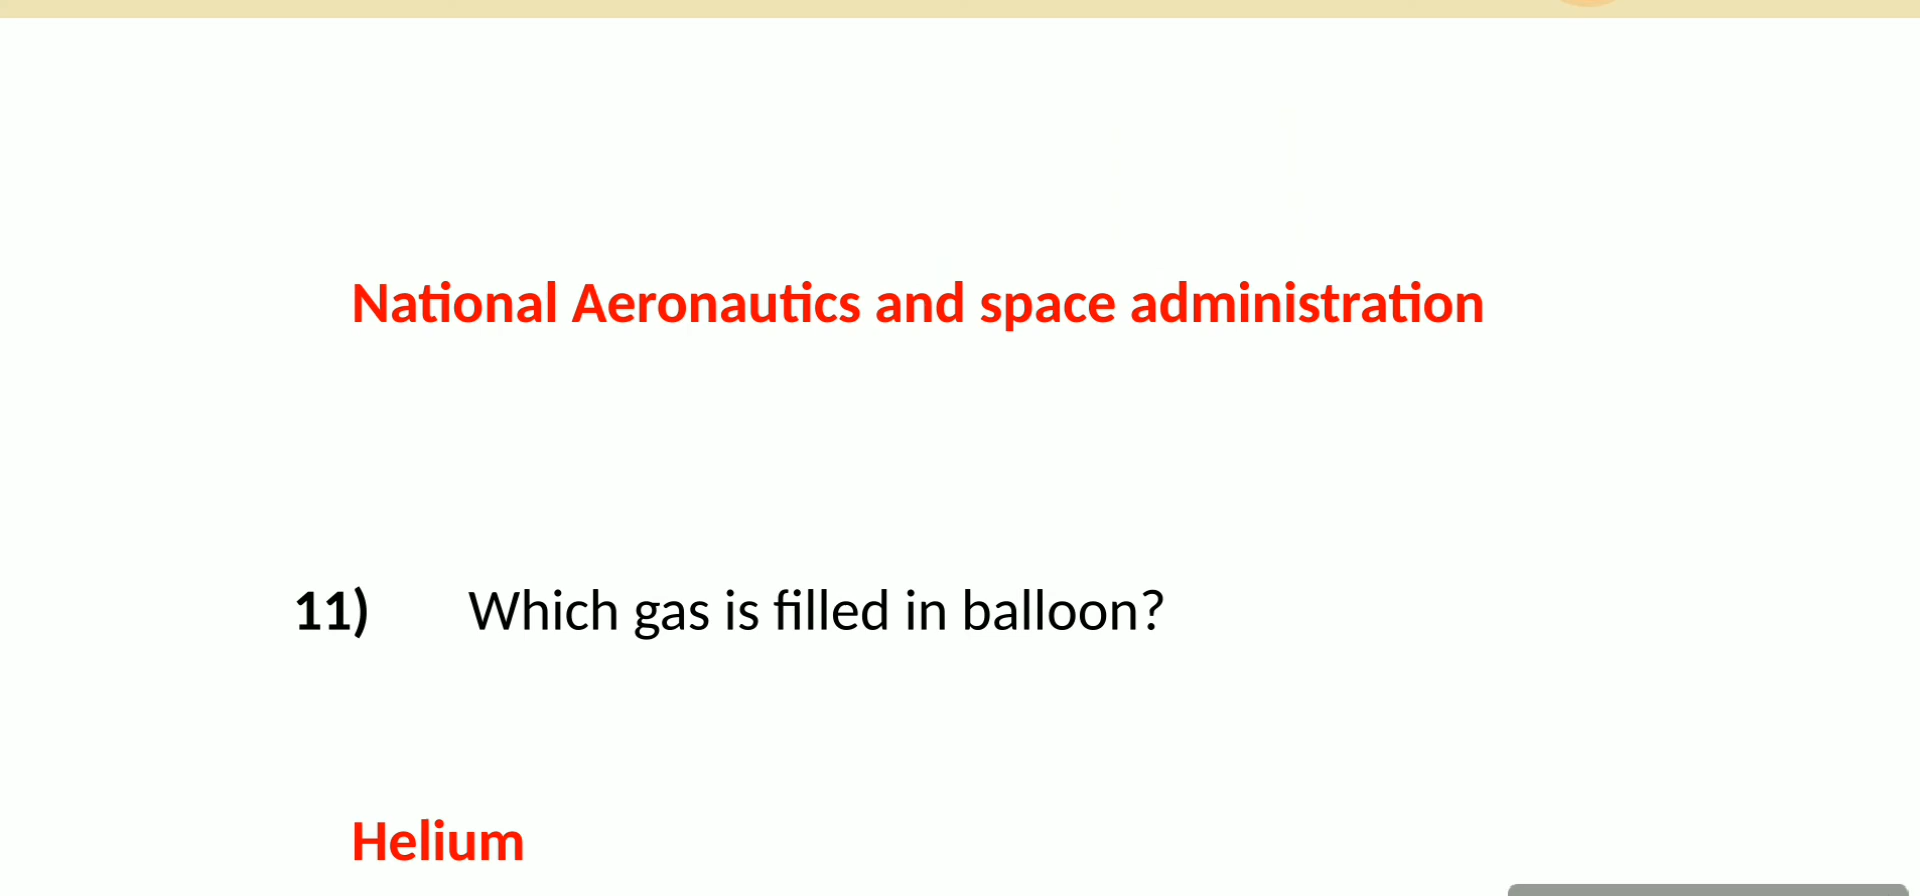 National Aeronautics and space administration
11) Which gas is filled in balloon?
Helium